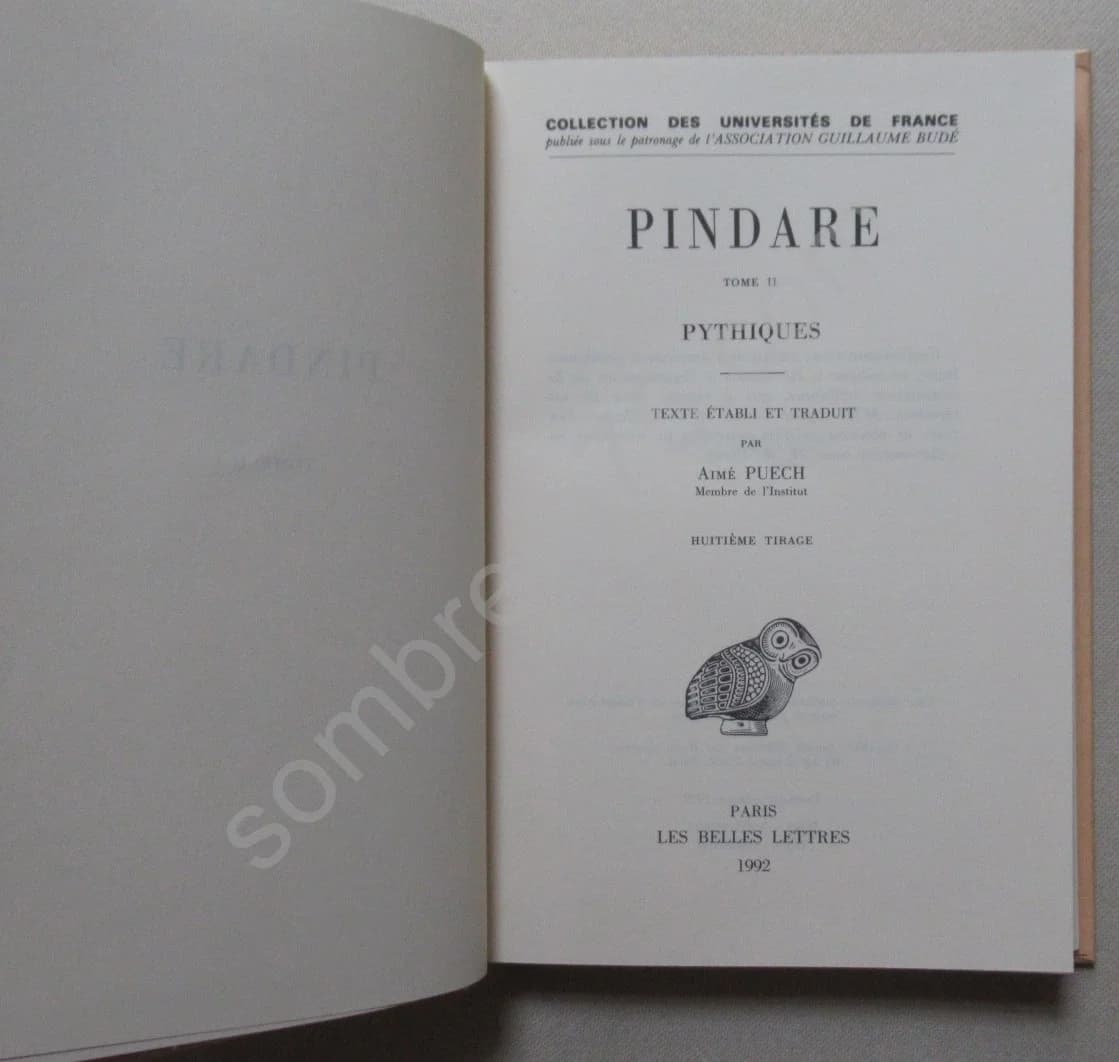 COLLECTION DES UNIVERSITÉS DE FRANCE
publiée sous le patronage de l'ASSOCIATION GUILLAUME BUDÉ
PINDARE
TOME II
PYTHIQUES
TEXTE ÉTABLI ET TRADUIT
PAR
AIMÉ PUECH
Membre de l'Institut
HUITIÈME TIRAGE
PARIS
LES BELLES LETTRES
1992
sombre